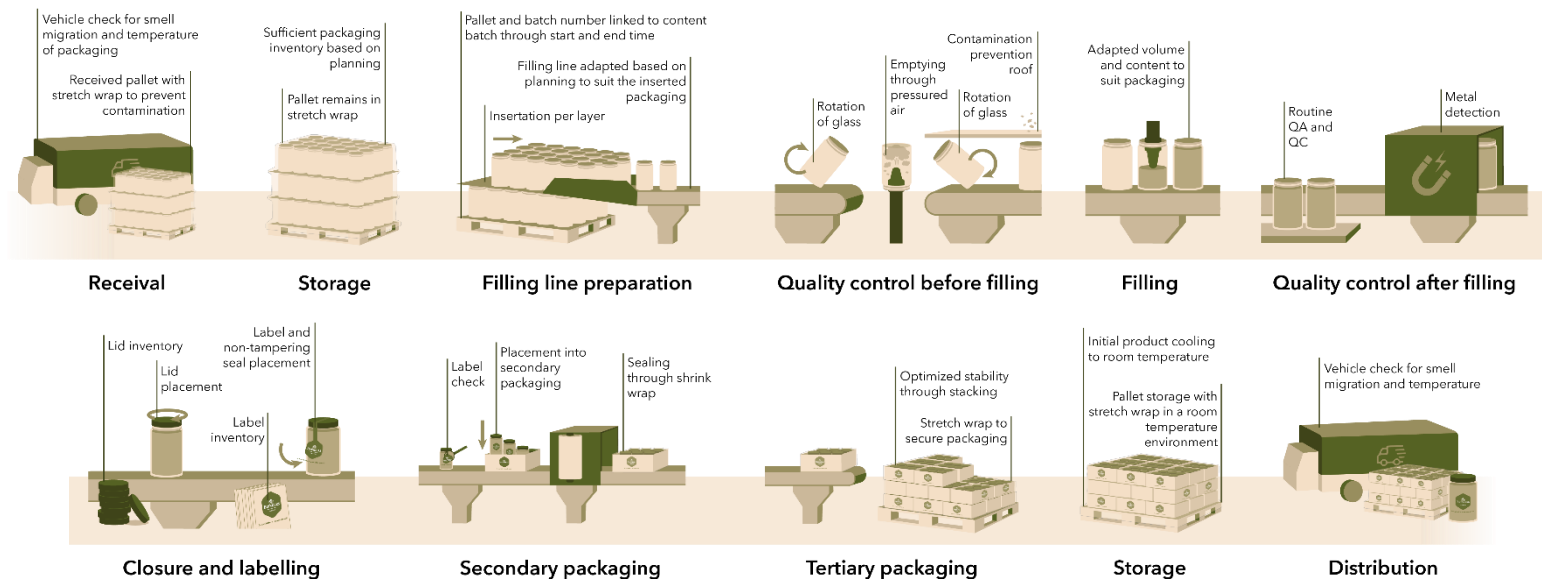 Vehicle check for smell
migration and temperature
of packaging
Received pallet with
stretch wrap to prevent
contamination
Receival
Sufficient packaging
inventory based on
planning
Pallet remains in
stretch wrap
Storage
Pallet and batch number linked to content
batch through start and end time
Filling line adapted based on
planning to suit the inserted
packaging
Insertation per layer
Filling line preparation
Rotation
of glass
Emptying
through
pressured
air
Contamination
prevention
roof
Rotation
of glass
Quality control before filling
Adapted volume
and content to
suit packaging
Filling
Routine
QA and
QC
Metal
detection
Quality control after filling
Lid inventory
Lid
placement
Label and
non-tampering
seal placement
Label
inventory
Closure and labelling
Label
check
Placement into
secondary
packaging
Sealing
through shrink
wrap
Secondary packaging
Optimized stability
through stacking
Stretch wrap to
secure packaging
Tertiary packaging
Initial product cooling
to room temperature
Pallet storage with
stretch wrap in a room
temperature
environment
Storage
Vehicle check for smell
migration and temperature
Distribution